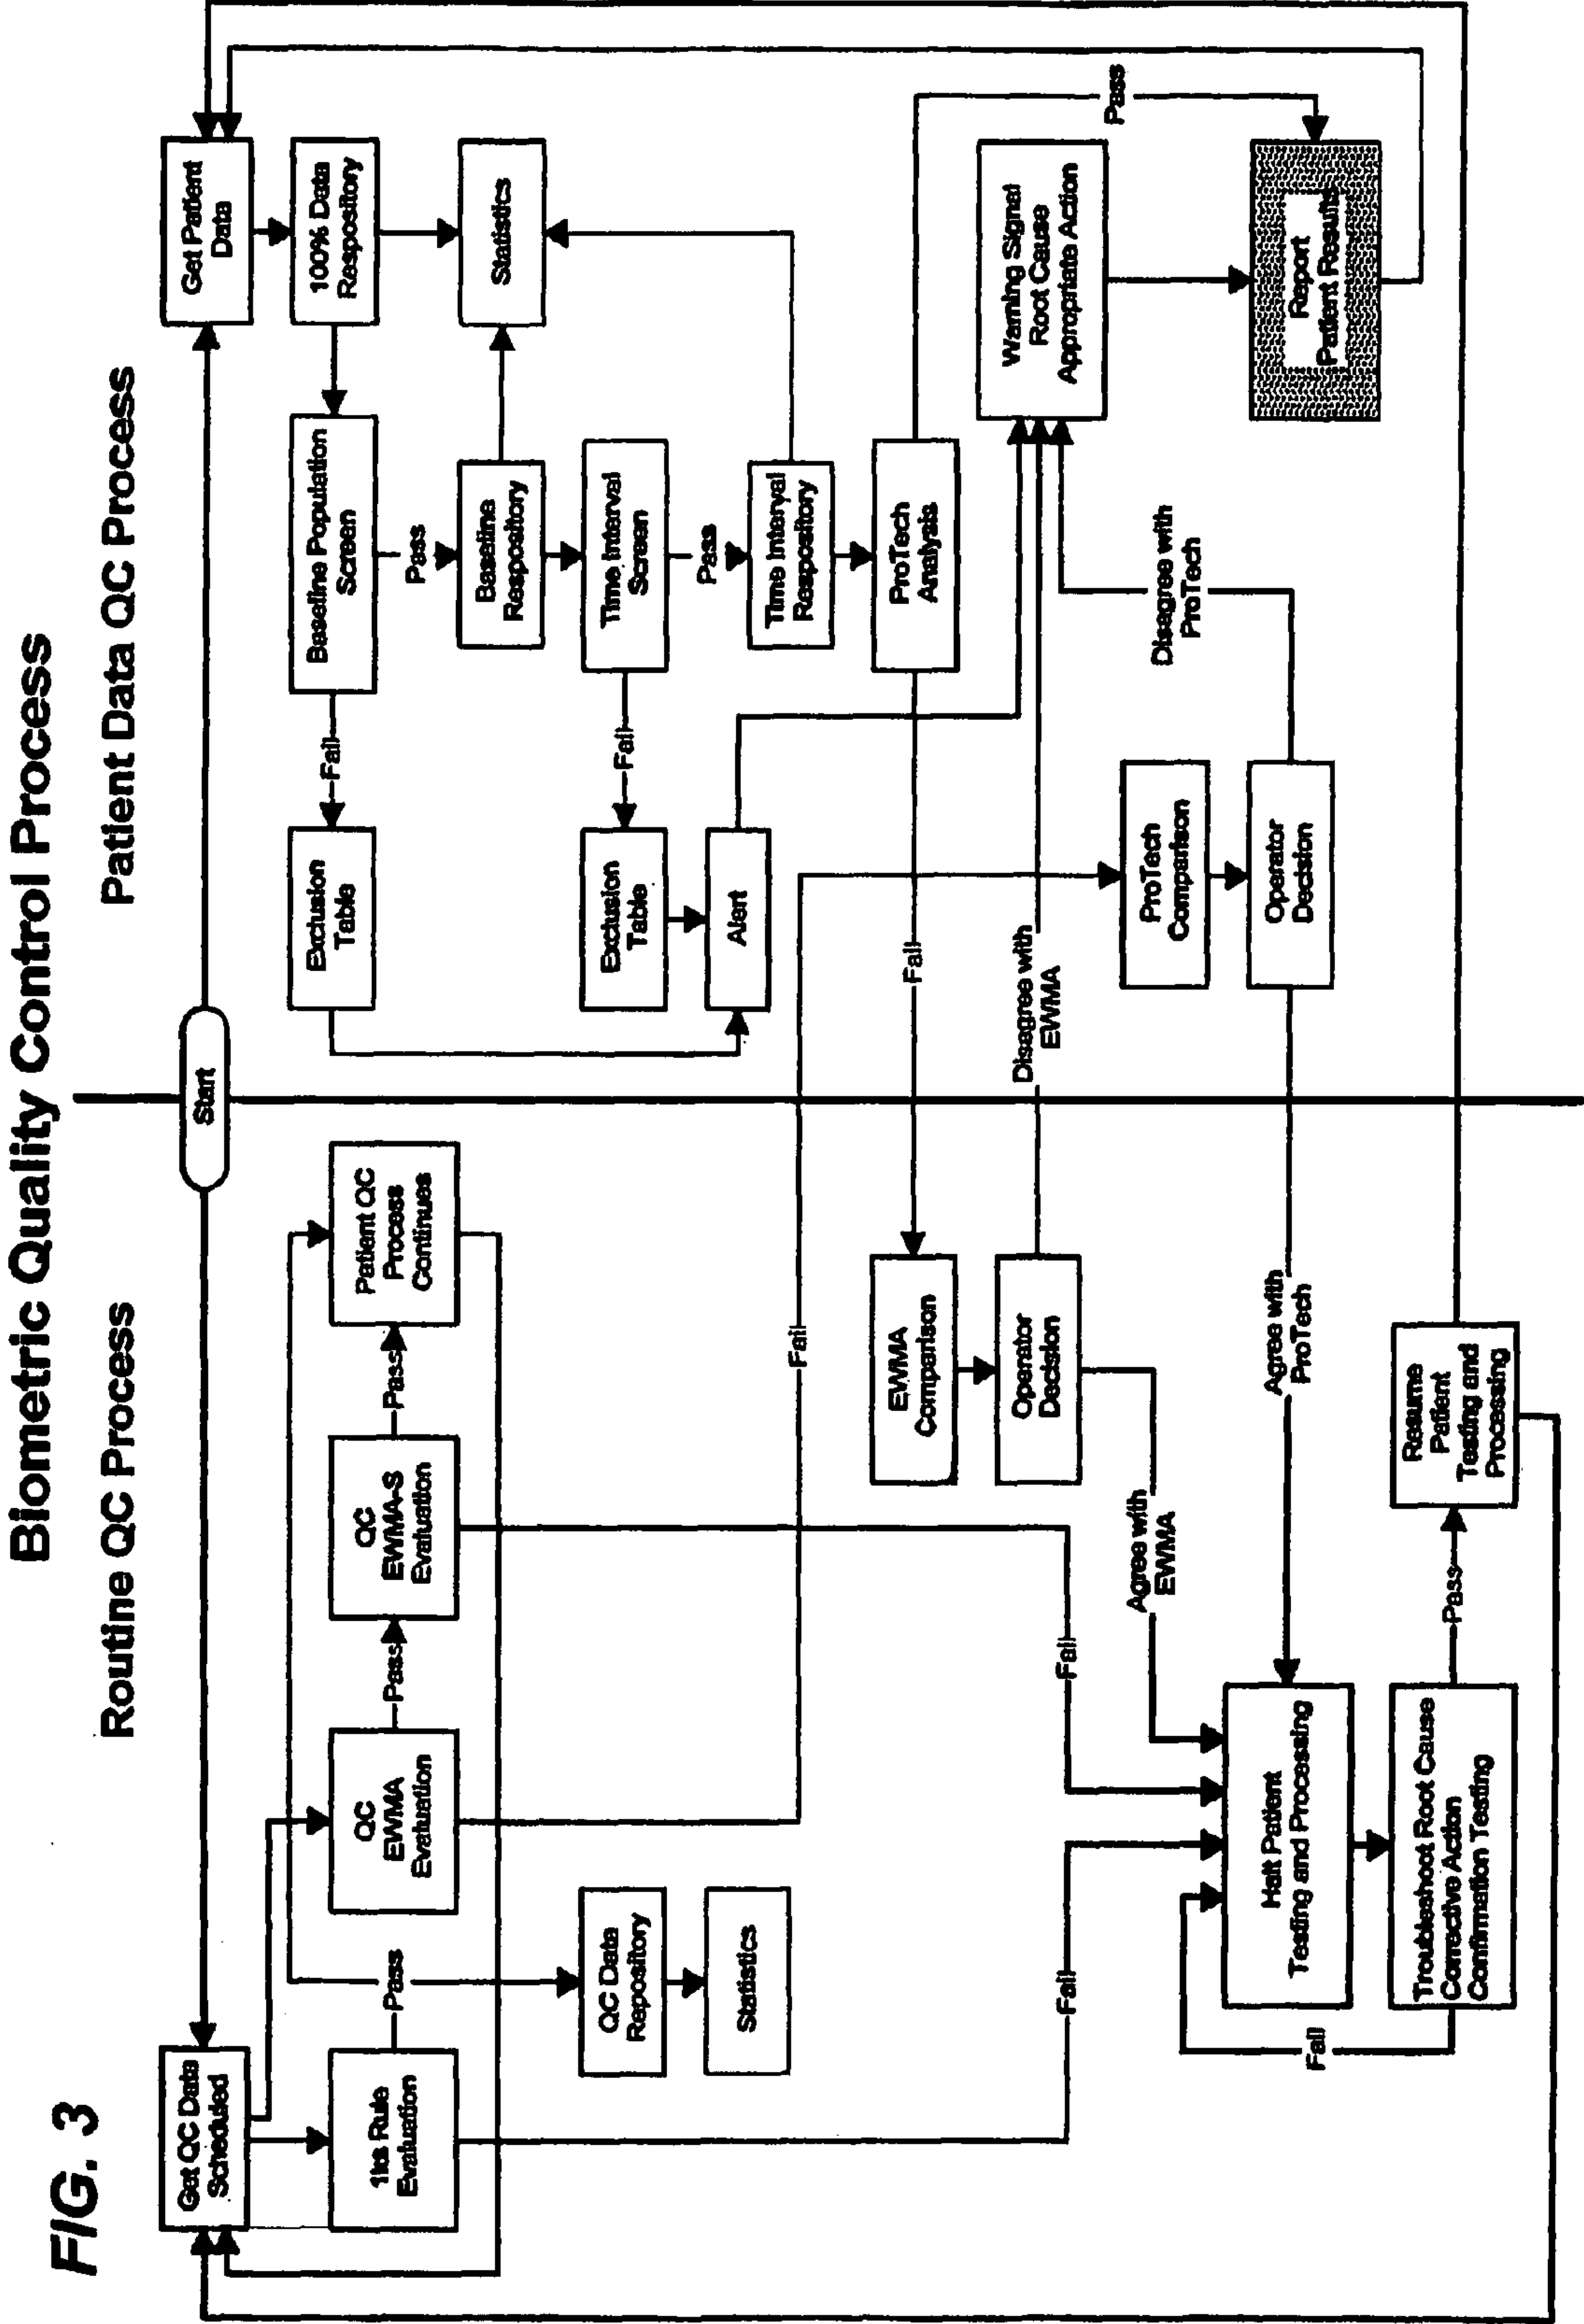 FIG. 3
Biometric Quality Control Process
Routine QC Process
Patient Data QC Process
Start
Get QC Data
Scheduled
Get Patient
Data
Evaluation
Rule
Pass
QC
EWMA
Evaluation
Pass
QC
EWMA-S
Evaluation
Pass
Patient QC
Process
Continues
QC Data
Repository
Statistics
Fail
Fail
Fail
EWMA
Comparison
Operator
Decision
Agree with
EWMA
Disagree with
EWMA
Agree with
ProTech
Halt Patient
Testing and Processing
Troubleshoot Root Cause
Corrective Action
Confirmation Testing
Fail
Pass
Resume
Patient
Testing and
Processing
100% Data
Respository
Baseline Population
Screen
Fail
Exclusion
Table
Pass
Baseline
Respository
Statistics
Time Interval
Screen
Fail
Exclusion
Table
Alert
Pass
Time Interval
Respository
ProTech
Analysis
Fail
Pass
ProTech
Comparison
Operator
Decision
Disagree with
ProTech
Warning Signal
Root Cause
Appropriate Action
Report
Patient Results